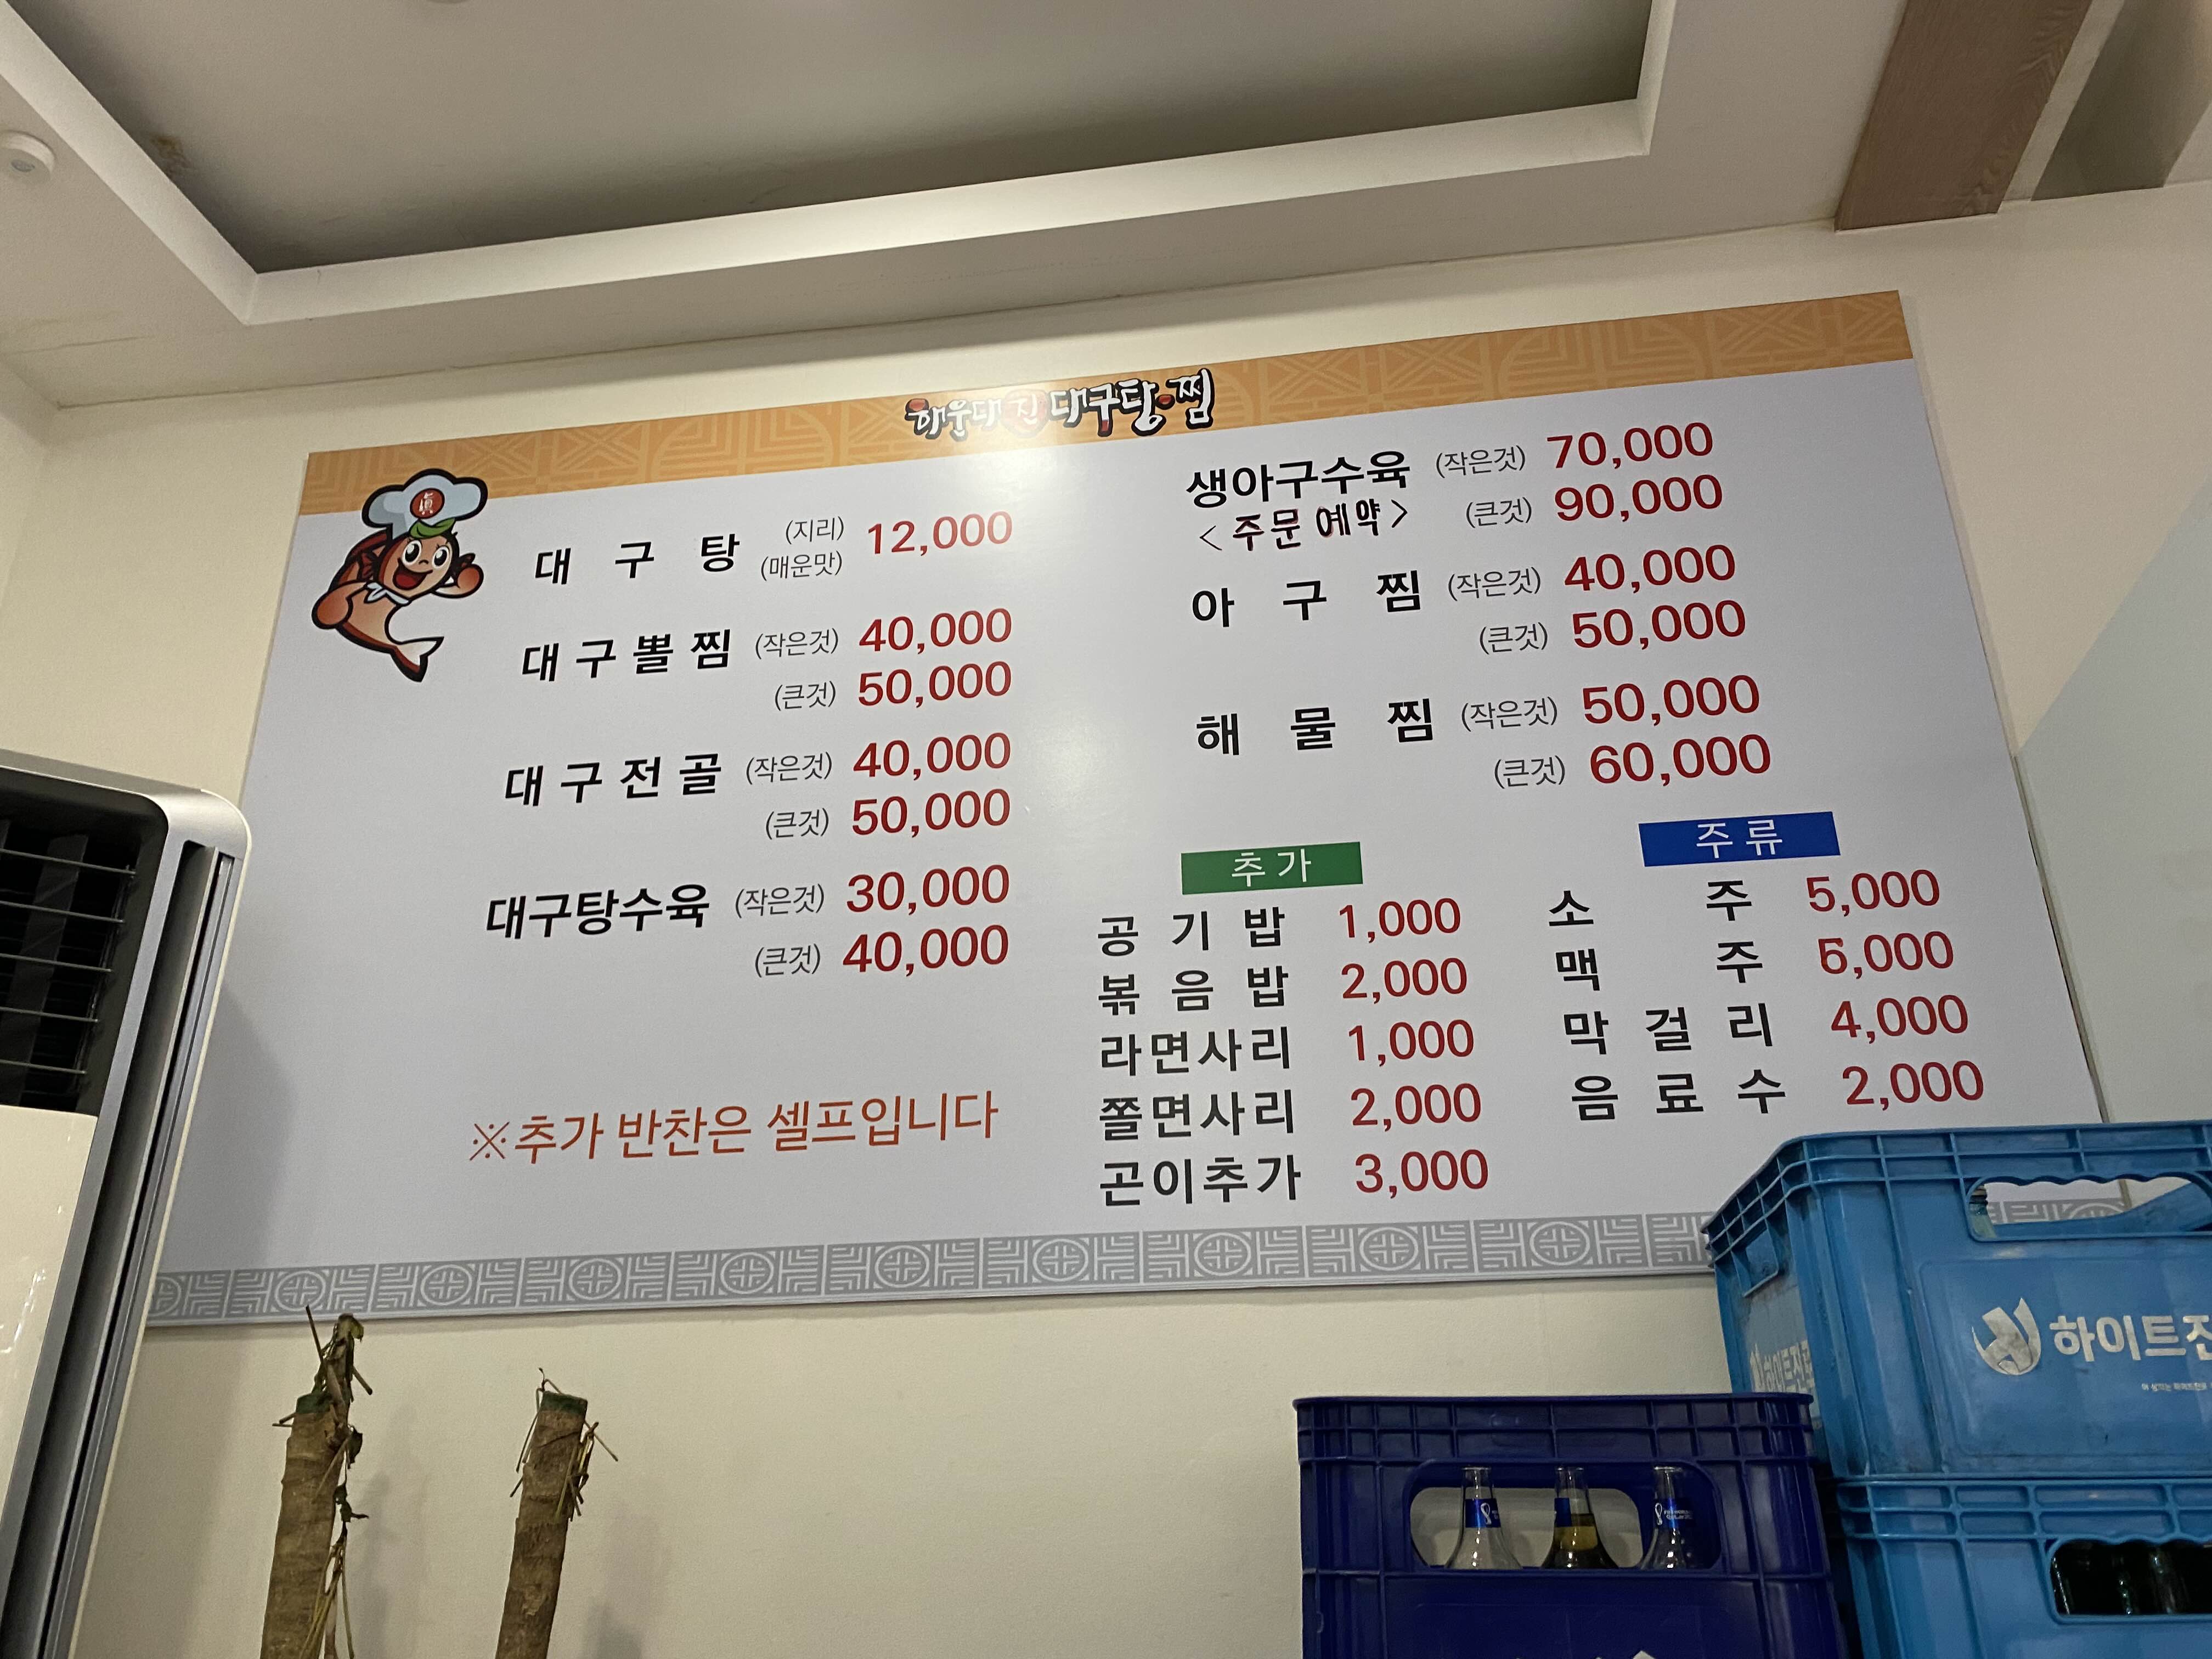 해운대 진 대구탕·찜
眞
대구탕 (지리) 12,000
(매운맛)
대구뽈찜 (작은것) 40,000
(큰것) 50,000
대구전골 (작은것) 40,000
(큰것) 50,000
대구탕수육 (작은것) 30,000
(큰것) 40,000
※추가 반찬은 셀프입니다
생아구수육 (작은것) 70,000
<주문 예약> (큰것) 90,000
아구찜 (작은것) 40,000
(큰것) 50,000
해물찜 (작은것) 50,000
(큰것) 60,000
추가
공기밥 1,000
볶음밥 2,000
라면사리 1,000
쫄면사리 2,000
곤이추가 3,000
주류
소주 5,000
맥주 5,000
막걸리 4,000
음료수 2,000
하이트진
하이트진로